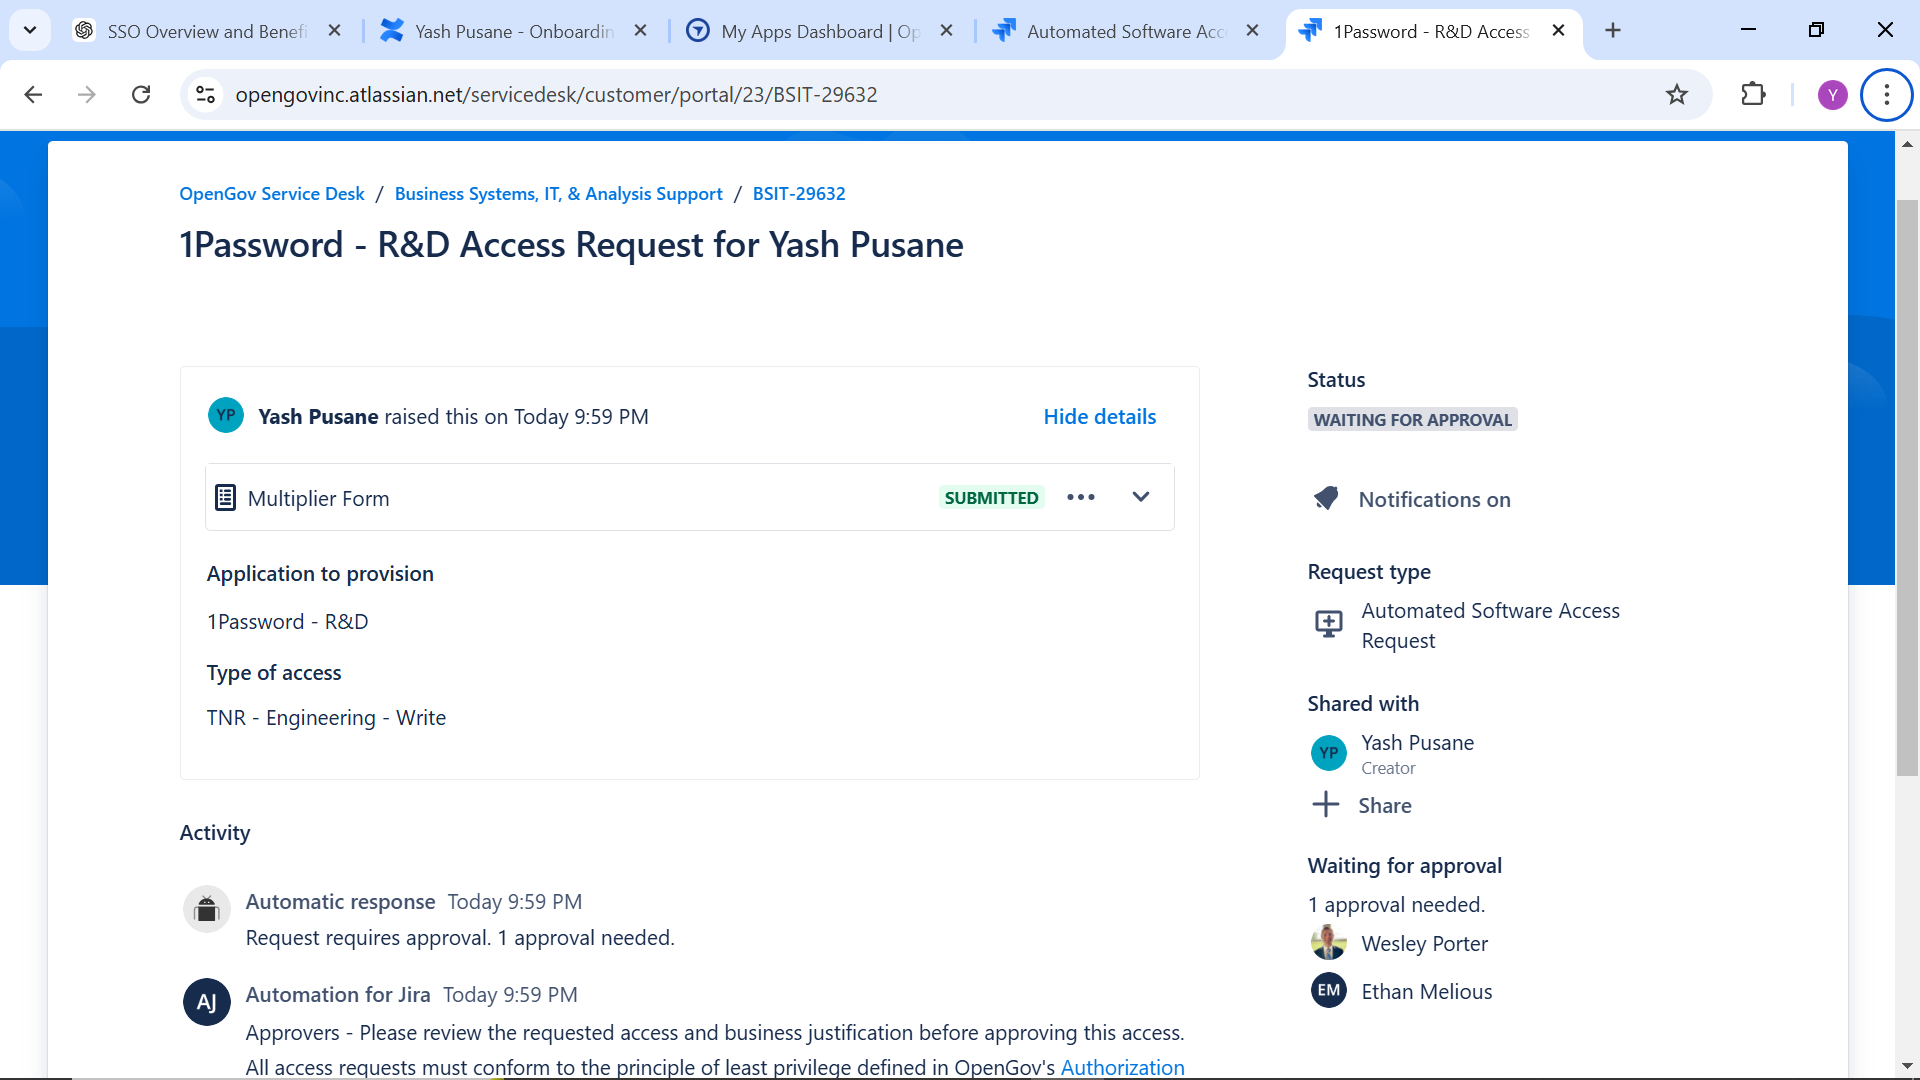 SSO Overview and Benefi
Yash Pusane - Onboardin
My Apps Dashboard | Op
Automated Software Acc
1Password - R&D Access
opengovinc.atlassian.net/servicedesk/customer/portal/23/BSIT-29632
Y
OpenGov Service Desk / Business Systems, IT, & Analysis Support / BSIT-29632
1Password - R&D Access Request for Yash Pusane
YP Yash Pusane raised this on Today 9:59 PM
Hide details
Multiplier Form
SUBMITTED
Application to provision
1Password - R&D
Type of access
TNR - Engineering - Write
Activity
Automatic response Today 9:59 PM
Request requires approval. 1 approval needed.
AJ Automation for Jira Today 9:59 PM
Approvers - Please review the requested access and business justification before approving this access.
All access requests must conform to the principle of least privilege defined in OpenGov's Authorization
Status
WAITING FOR APPROVAL
Notifications on
Request type
Automated Software Access
Request
Shared with
YP Yash Pusane
Creator
Share
Waiting for approval
1 approval needed.
Wesley Porter
EM Ethan Melious